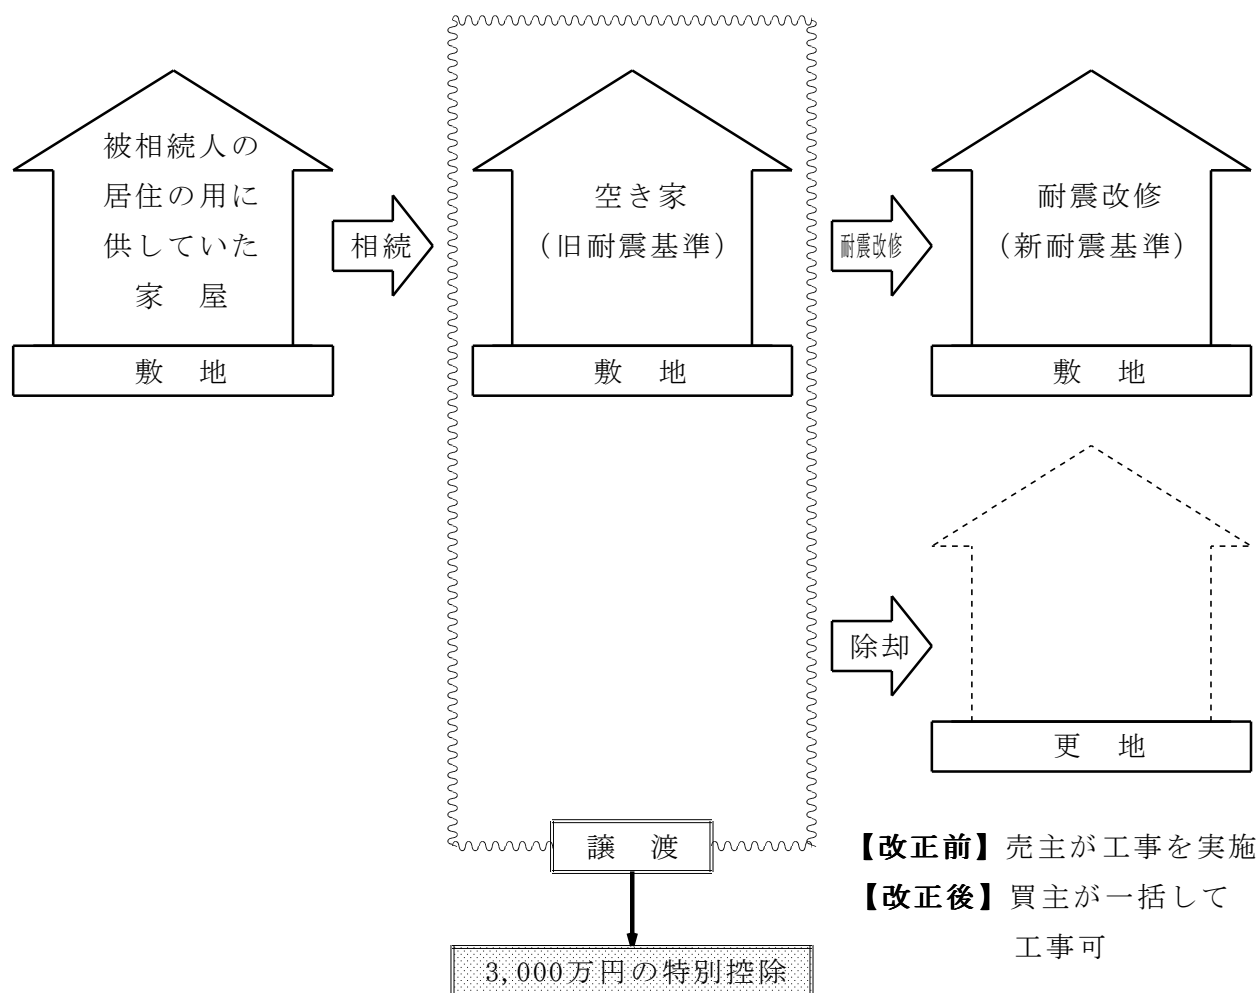 被相続人の
居住の用に
供していた
家　屋
敷　地
相続
空き家
（旧耐震基準）
敷　地
耐震改修
耐震改修
（新耐震基準）
敷　地
除却
更　地
譲　渡
3,000万円の特別控除
【改正前】売主が工事を実施
【改正後】買主が一括して
工事可